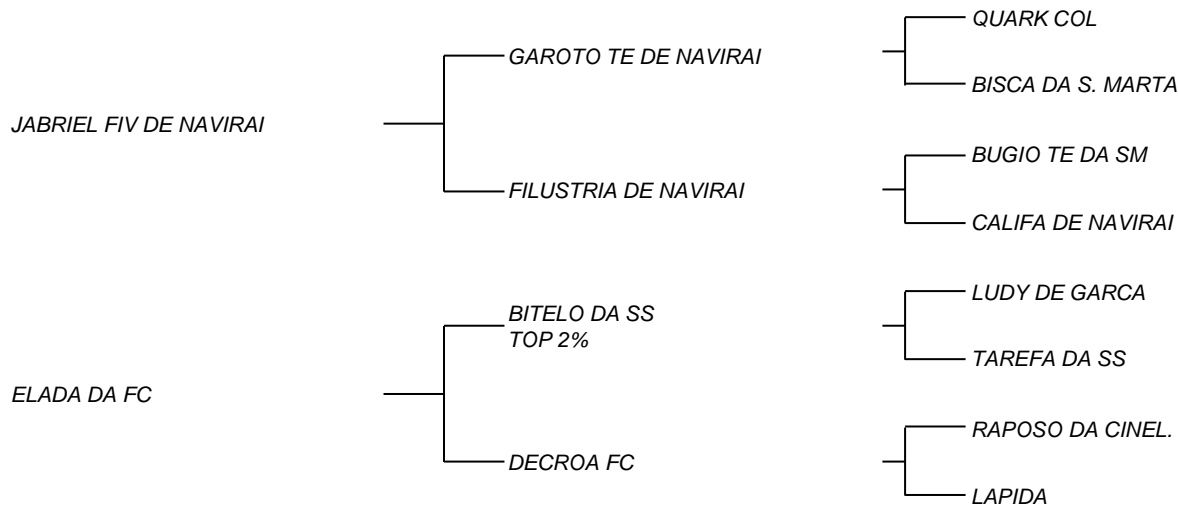 QUARK COL
GAROTO TE DE NAVIRAI
BISCA DA S. MARTA
JABRIEL FIV DE NAVIRAI
BUGIO TE DA SM
FILUSTRIA DE NAVIRAI
CALIFA DE NAVIRAI
LUDY DE GARCA
BITELO DA SS
TOP 2%
TAREFA DA SS
ELADA DA FC
RAPOSO DA CINEL.
DECROA FC
LAPIDA